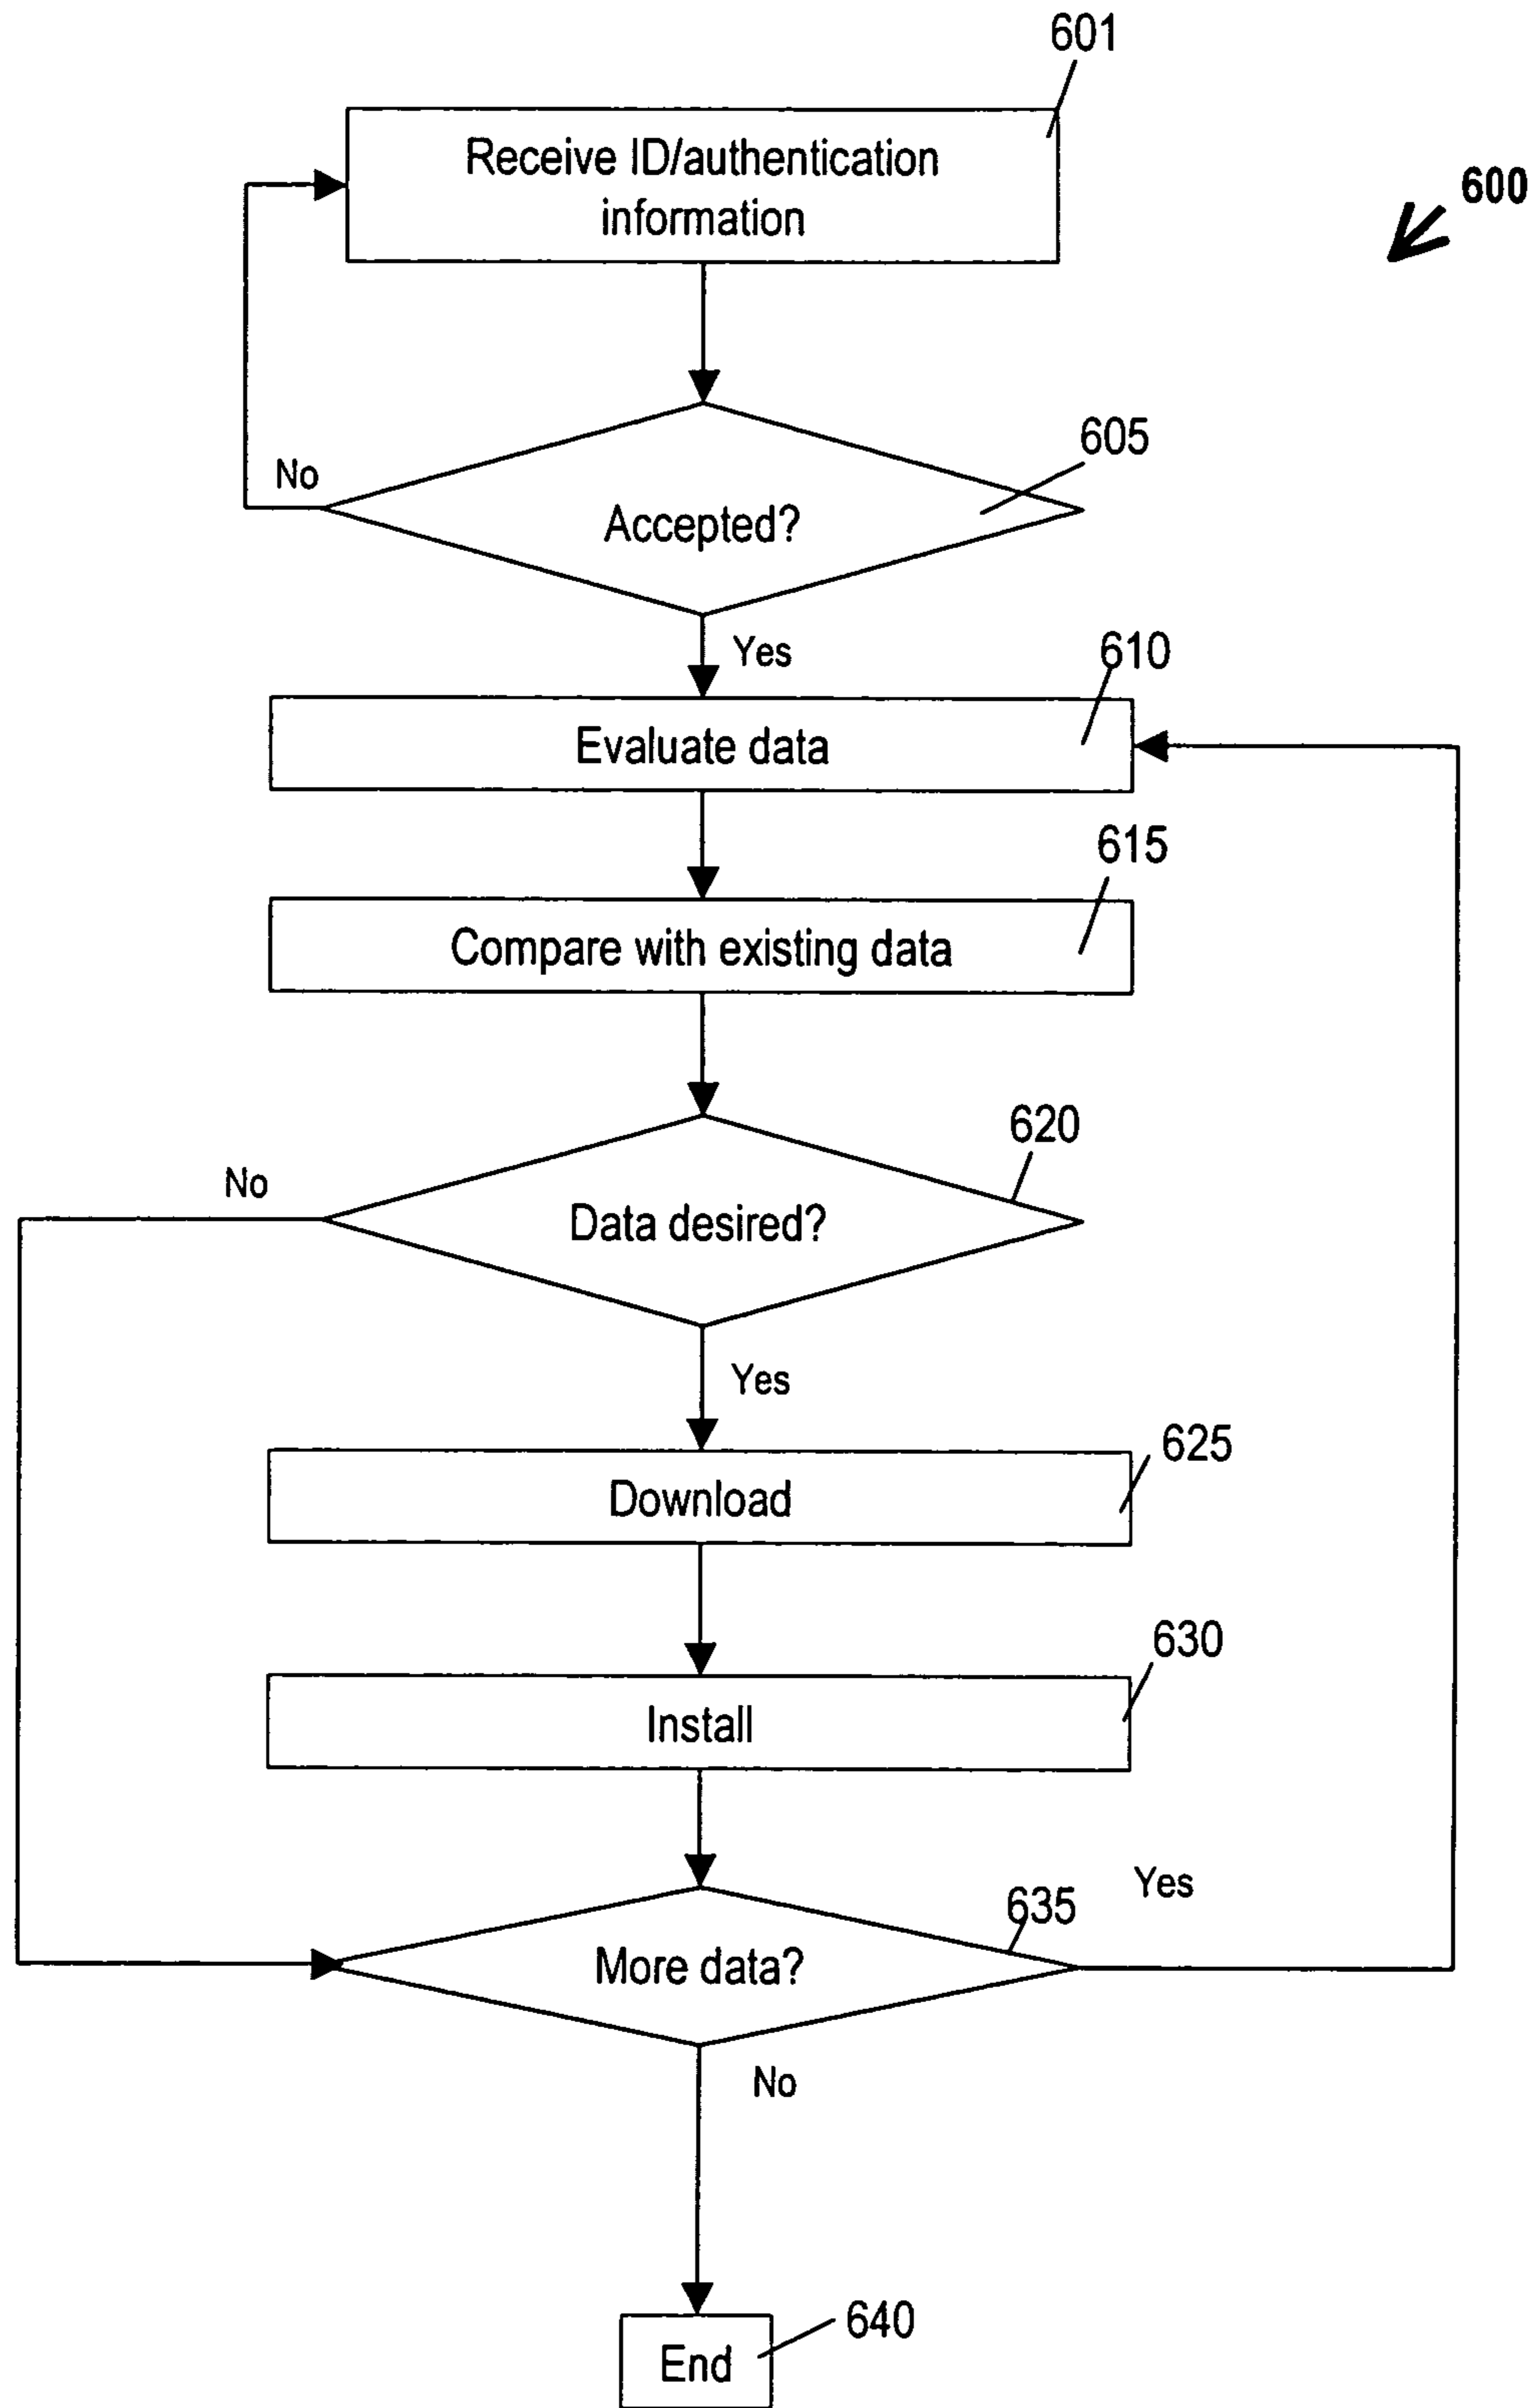 601
Receive ID/authentication
information
600
605
No
Accepted?
Yes
610
Evaluate data
615
Compare with existing data
620
No
Data desired?
Yes
625
Download
630
Install
Yes
635
More data?
No
640
End